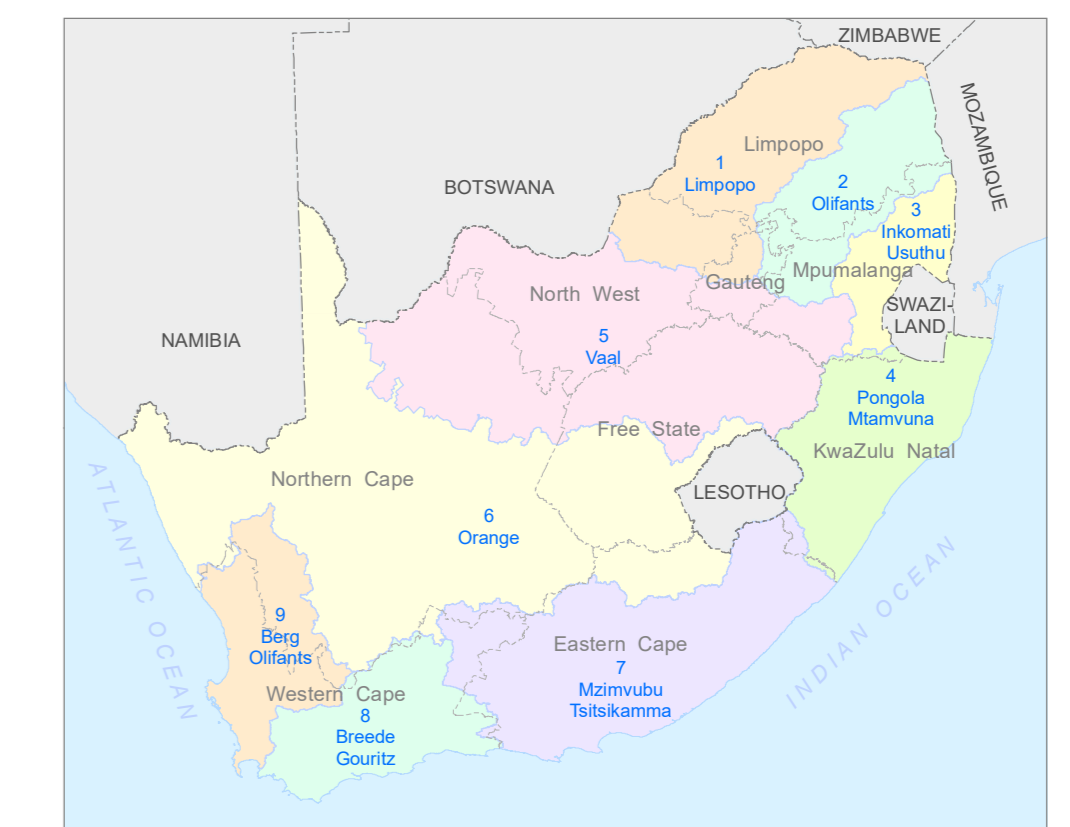 ZIMBABWE
MOZAMBIQUE
Limpopo
1
Limpopo
2
Olifants
BOTSWANA
3
Inkomati
Usuthu
Mpumalanga
Gauteng
North West
SWAZI-
LAND
NAMIBIA
5
Vaal
4
Pongola
Mtamvuna
Free State
KwaZulu Natal
Northern Cape
LESOTHO
6
Orange
ATLANTIC OCEAN
INDIAN OCEAN
9
Berg
Olifants
Eastern Cape
7
Mzimvubu
Tsitsikamma
Western Cape
8
Breede
Gouritz